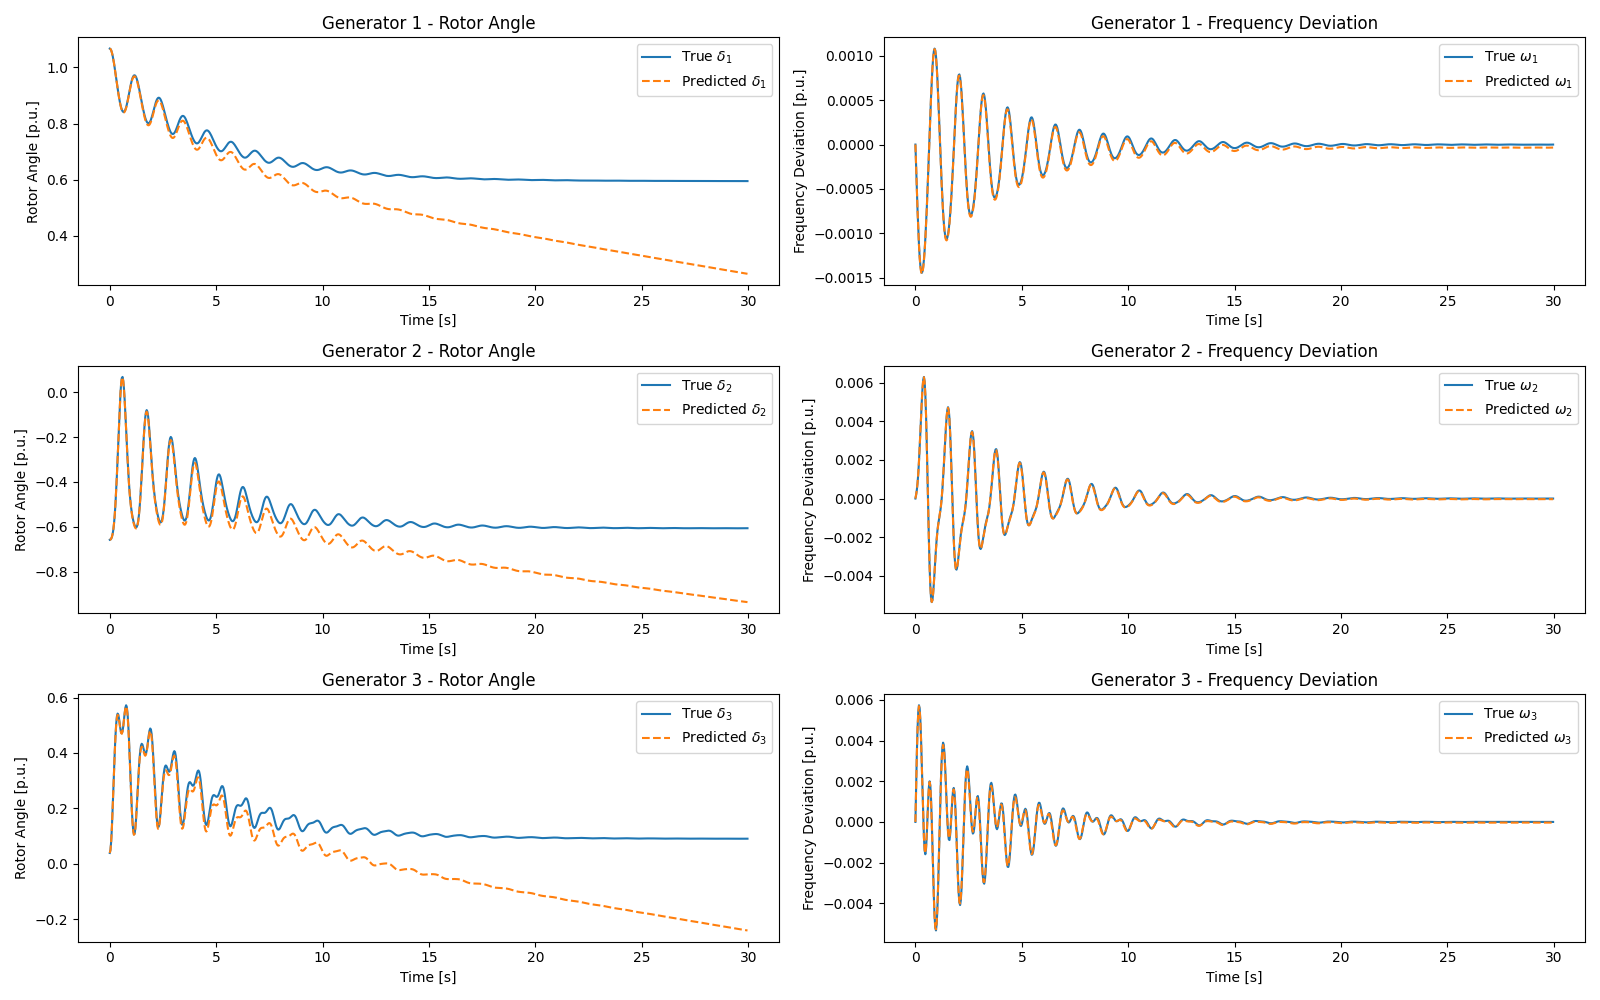 Generator 1 - Rotor Angle
Rotor Angle [p.u.]
1.0
0.8
0.6
0.4
True δ₁
Predicted δ₁
0 5 10 15 20 25 30
Time [s]
Generator 1 - Frequency Deviation
Frequency Deviation [p.u.]
0.0010
0.0005
0.0000
−0.0005
−0.0010
−0.0015
True ω₁
Predicted ω₁
0 5 10 15 20 25 30
Time [s]
Generator 2 - Rotor Angle
Rotor Angle [p.u.]
0.0
−0.2
−0.4
−0.6
−0.8
True δ₂
Predicted δ₂
0 5 10 15 20 25 30
Time [s]
Generator 2 - Frequency Deviation
Frequency Deviation [p.u.]
0.006
0.004
0.002
0.000
−0.002
−0.004
True ω₂
Predicted ω₂
0 5 10 15 20 25 30
Time [s]
Generator 3 - Rotor Angle
Rotor Angle [p.u.]
0.6
0.4
0.2
0.0
−0.2
True δ₃
Predicted δ₃
0 5 10 15 20 25 30
Time [s]
Generator 3 - Frequency Deviation
Frequency Deviation [p.u.]
0.006
0.004
0.002
0.000
−0.002
−0.004
True ω₃
Predicted ω₃
0 5 10 15 20 25 30
Time [s]